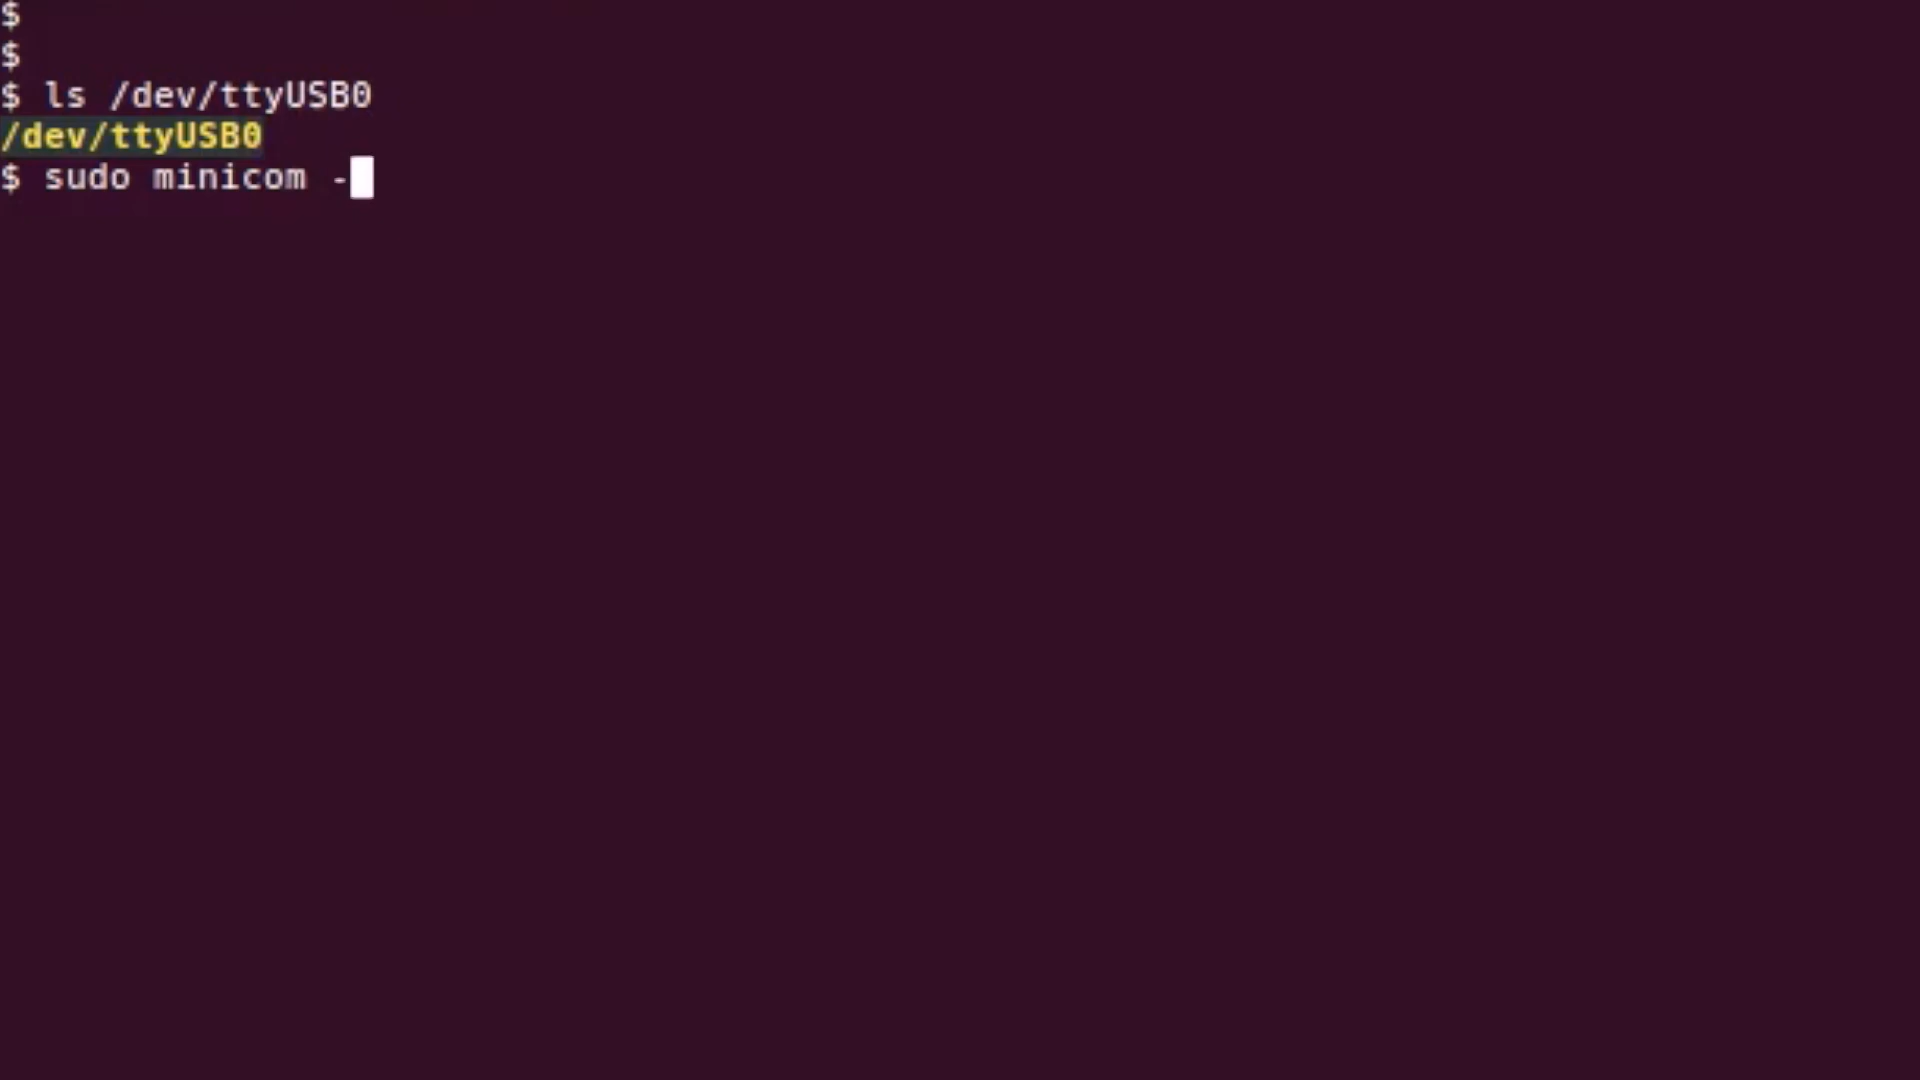 $
$
$ ls /dev/ttyUSB0
/dev/ttyUSB0
$ sudo minicom -